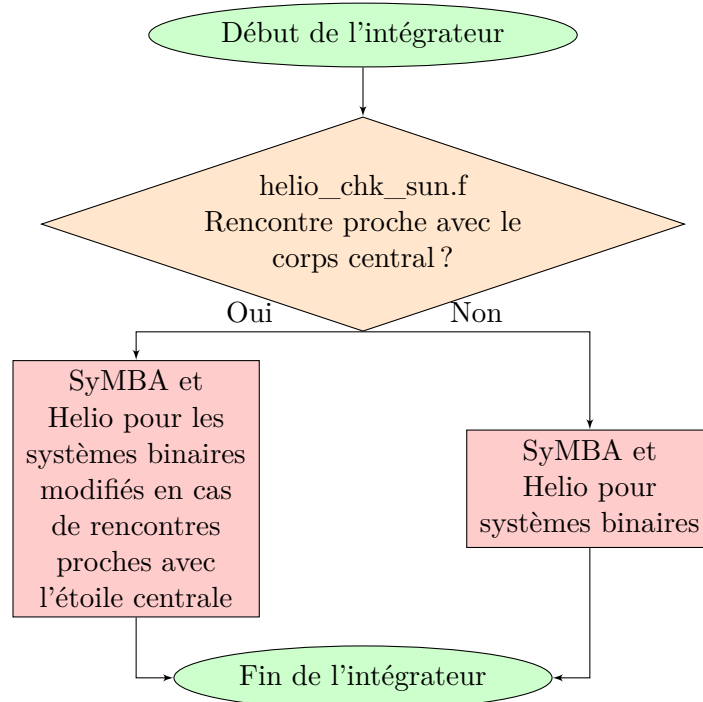 Début de l'intégrateur
helio_chk_sun.f
Rencontre proche avec le
corps central ?
Oui
Non
SyMBA et
Helio pour les
systèmes binaires
modifiés en cas
de rencontres
proches avec
l'étoile centrale
SyMBA et
Helio pour
systèmes binaires
Fin de l'intégrateur